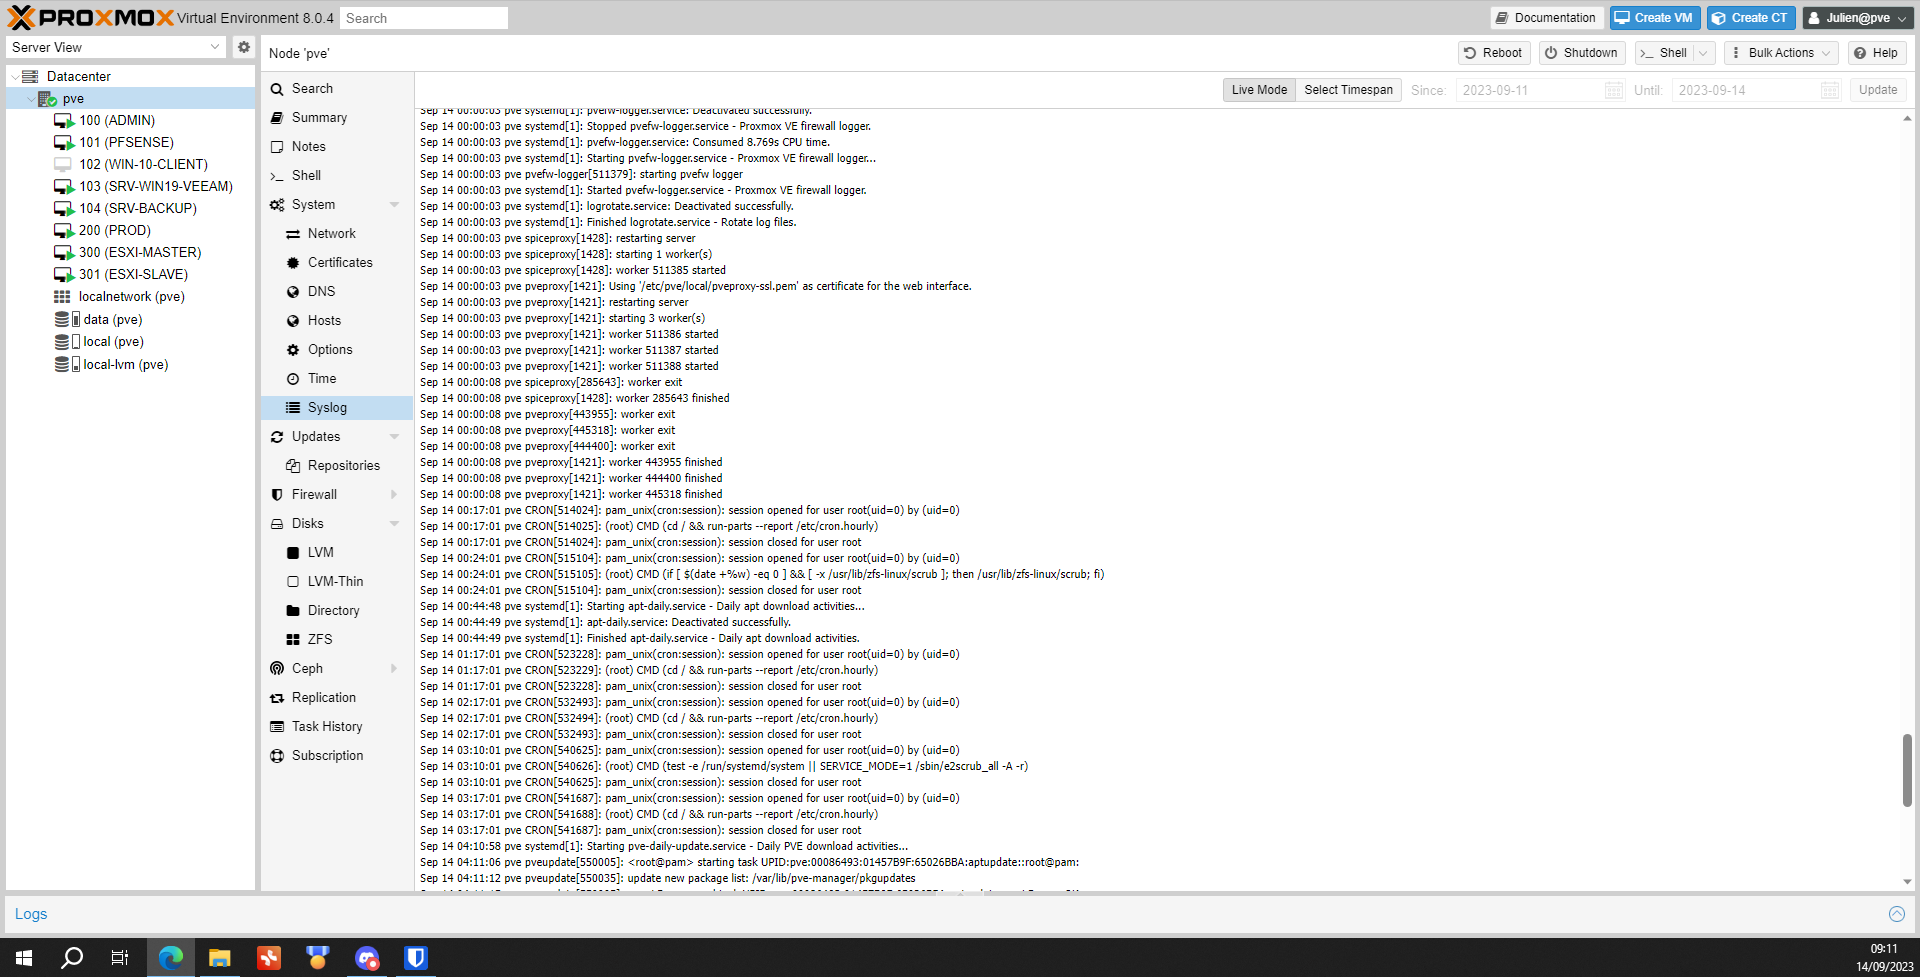 PROXMOX Virtual Environment 8.0.4 Search
Documentation Create VM Create CT Julien@pve
Server View
Node 'pve'
Reboot Shutdown >_ Shell Bulk Actions Help
Datacenter
pve
100 (ADMIN)
101 (PFSENSE)
102 (WIN-10-CLIENT)
103 (SRV-WIN19-VEEAM)
104 (SRV-BACKUP)
200 (PROD)
300 (ESXI-MASTER)
301 (ESXI-SLAVE)
localnetwork (pve)
data (pve)
local (pve)
local-lvm (pve)
Search
Summary
Notes
>_ Shell
System
Network
Certificates
DNS
Hosts
Options
Time
Syslog
Updates
Repositories
Firewall
Disks
LVM
LVM-Thin
Directory
ZFS
Ceph
Replication
Task History
Subscription
Live Mode Select Timespan Since: 2023-09-11 Until: 2023-09-14 Update
Sep 14 00:00:03 pve systemd[1]: pvefw-logger.service: Deactivated successfully.
Sep 14 00:00:03 pve systemd[1]: Stopped pvefw-logger.service - Proxmox VE firewall logger.
Sep 14 00:00:03 pve systemd[1]: pvefw-logger.service: Consumed 8.769s CPU time.
Sep 14 00:00:03 pve systemd[1]: Starting pvefw-logger.service - Proxmox VE firewall logger...
Sep 14 00:00:03 pve pvefw-logger[511379]: starting pvefw logger
Sep 14 00:00:03 pve systemd[1]: Started pvefw-logger.service - Proxmox VE firewall logger.
Sep 14 00:00:03 pve systemd[1]: logrotate.service: Deactivated successfully.
Sep 14 00:00:03 pve systemd[1]: Finished logrotate.service - Rotate log files.
Sep 14 00:00:03 pve spiceproxy[1428]: restarting server
Sep 14 00:00:03 pve spiceproxy[1428]: starting 1 worker(s)
Sep 14 00:00:03 pve spiceproxy[1428]: worker 511385 started
Sep 14 00:00:03 pve pveproxy[1421]: Using '/etc/pve/local/pveproxy-ssl.pem' as certificate for the web interface.
Sep 14 00:00:03 pve pveproxy[1421]: restarting server
Sep 14 00:00:03 pve pveproxy[1421]: starting 3 worker(s)
Sep 14 00:00:03 pve pveproxy[1421]: worker 511386 started
Sep 14 00:00:03 pve pveproxy[1421]: worker 511387 started
Sep 14 00:00:03 pve pveproxy[1421]: worker 511388 started
Sep 14 00:00:08 pve spiceproxy[285643]: worker exit
Sep 14 00:00:08 pve spiceproxy[1428]: worker 285643 finished
Sep 14 00:00:08 pve pveproxy[443955]: worker exit
Sep 14 00:00:08 pve pveproxy[445318]: worker exit
Sep 14 00:00:08 pve pveproxy[444400]: worker exit
Sep 14 00:00:08 pve pveproxy[1421]: worker 443955 finished
Sep 14 00:00:08 pve pveproxy[1421]: worker 444400 finished
Sep 14 00:00:08 pve pveproxy[1421]: worker 445318 finished
Sep 14 00:17:01 pve CRON[514024]: pam_unix(cron:session): session opened for user root(uid=0) by (uid=0)
Sep 14 00:17:01 pve CRON[514025]: (root) CMD (cd / && run-parts --report /etc/cron.hourly)
Sep 14 00:17:01 pve CRON[514024]: pam_unix(cron:session): session closed for user root
Sep 14 00:24:01 pve CRON[515104]: pam_unix(cron:session): session opened for user root(uid=0) by (uid=0)
Sep 14 00:24:01 pve CRON[515105]: (root) CMD (if [ $(date +%w) -eq 0 ] && [ -x /usr/lib/zfs-linux/scrub ]; then /usr/lib/zfs-linux/scrub; fi)
Sep 14 00:24:01 pve CRON[515104]: pam_unix(cron:session): session closed for user root
Sep 14 00:44:48 pve systemd[1]: Starting apt-daily.service - Daily apt download activities...
Sep 14 00:44:49 pve systemd[1]: apt-daily.service: Deactivated successfully.
Sep 14 00:44:49 pve systemd[1]: Finished apt-daily.service - Daily apt download activities.
Sep 14 01:17:01 pve CRON[523228]: pam_unix(cron:session): session opened for user root(uid=0) by (uid=0)
Sep 14 01:17:01 pve CRON[523229]: (root) CMD (cd / && run-parts --report /etc/cron.hourly)
Sep 14 01:17:01 pve CRON[523228]: pam_unix(cron:session): session closed for user root
Sep 14 02:17:01 pve CRON[532493]: pam_unix(cron:session): session opened for user root(uid=0) by (uid=0)
Sep 14 02:17:01 pve CRON[532494]: (root) CMD (cd / && run-parts --report /etc/cron.hourly)
Sep 14 02:17:01 pve CRON[532493]: pam_unix(cron:session): session closed for user root
Sep 14 03:10:01 pve CRON[540625]: pam_unix(cron:session): session opened for user root(uid=0) by (uid=0)
Sep 14 03:10:01 pve CRON[540626]: (root) CMD (test -e /run/systemd/system || SERVICE_MODE=1 /sbin/e2scrub_all -A -r)
Sep 14 03:10:01 pve CRON[540625]: pam_unix(cron:session): session closed for user root
Sep 14 03:17:01 pve CRON[541687]: pam_unix(cron:session): session opened for user root(uid=0) by (uid=0)
Sep 14 03:17:01 pve CRON[541688]: (root) CMD (cd / && run-parts --report /etc/cron.hourly)
Sep 14 03:17:01 pve CRON[541687]: pam_unix(cron:session): session closed for user root
Sep 14 04:10:58 pve systemd[1]: Starting pve-daily-update.service - Daily PVE download activities...
Sep 14 04:11:06 pve pveupdate[550005]: <root@pam> starting task UPID:pve:00086493:01457B9F:65026BBA:aptupdate::root@pam:
Sep 14 04:11:12 pve pveupdate[550035]: update new package list: /var/lib/pve-manager/pkgupdates
Logs
09:11
14/09/2023